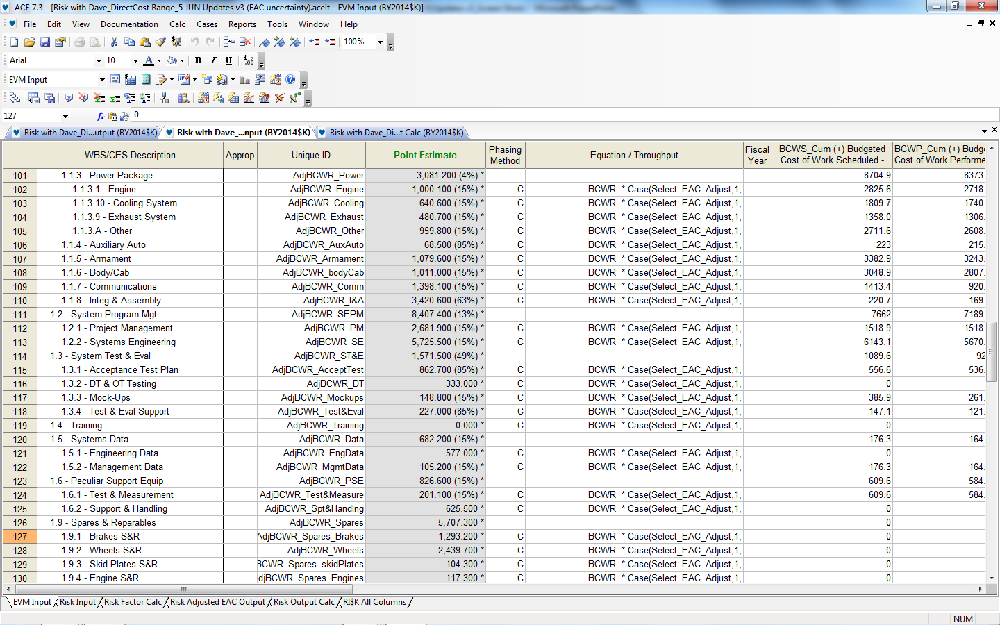 ACE 7.3 - [Risk with Dave_DirectCost Range_5 JUN Updates v3 (EAC uncertainty).aceit - EVM Input (BY2014$K)]
File Edit View Documentation Calc Cases Reports Tools Window Help
100%
Arial 10 A B I U $.00
EVM Input
127 fx 0
Risk with Dave_Di...utput (BY2014$K) Risk with Dave_...nput (BY2014$K) Risk with Dave_Di...t Calc (BY2014$K)
WBS/CES Description Approp Unique ID Point Estimate Phasing Method Equation / Throughput Fiscal Year BCWS_Cum (+) Budgeted Cost of Work Scheduled - BCWP_Cum (+) Budge Cost of Work Performe
101 1.1.3 - Power Package AdjBCWR_Power 3,081.200 (4%) * 8704.9 8373.
102 1.1.3.1 - Engine AdjBCWR_Engine 1,000.100 (15%) * C BCWR * Case(Select_EAC_Adjust,1, 2825.6 2718.
103 1.1.3.10 - Cooling System AdjBCWR_Cooling 640.600 (15%) * C BCWR * Case(Select_EAC_Adjust,1, 1809.7 1740.
104 1.1.3.9 - Exhaust System AdjBCWR_Exhaust 480.700 (15%) * C BCWR * Case(Select_EAC_Adjust,1, 1358.0 1306.
105 1.1.3.A - Other AdjBCWR_Other 959.800 (15%) * C BCWR * Case(Select_EAC_Adjust,1, 2711.6 2608.
106 1.1.4 - Auxiliary Auto AdjBCWR_AuxAuto 68.500 (85%) * C BCWR * Case(Select_EAC_Adjust,1, 223 215.
107 1.1.5 - Armament AdjBCWR_Armament 1,079.600 (15%) * C BCWR * Case(Select_EAC_Adjust,1, 3382.9 3243.
108 1.1.6 - Body/Cab AdjBCWR_bodyCab 1,011.000 (15%) * C BCWR * Case(Select_EAC_Adjust,1, 3048.9 2807.
109 1.1.7 - Communications AdjBCWR_Comm 1,398.100 (15%) * C BCWR * Case(Select_EAC_Adjust,1, 1413.4 920.
110 1.1.8 - Integ & Assembly AdjBCWR_I&A 3,420.600 (63%) * C BCWR * Case(Select_EAC_Adjust,1, 220.7 169.
111 1.2 - System Program Mgt AdjBCWR_SEPM 8,407.400 (13%) * 7662 7189.
112 1.2.1 - Project Management AdjBCWR_PM 2,681.900 (15%) * C BCWR * Case(Select_EAC_Adjust,1, 1518.9 1518.
113 1.2.2 - Systems Engineering AdjBCWR_SE 5,725.500 (15%) * C BCWR * Case(Select_EAC_Adjust,1, 6143.1 5670.
114 1.3 - System Test & Eval AdjBCWR_ST&E 1,571.500 (49%) * 1089.6 92
115 1.3.1 - Acceptance Test Plan AdjBCWR_AcceptTest 862.700 (85%) * C BCWR * Case(Select_EAC_Adjust,1, 556.6 536.
116 1.3.2 - DT & OT Testing AdjBCWR_DT 333.000 * C BCWR * Case(Select_EAC_Adjust,1, 0
117 1.3.3 - Mock-Ups AdjBCWR_Mockups 148.800 (15%) * C BCWR * Case(Select_EAC_Adjust,1, 385.9 261.
118 1.3.4 - Test & Eval Support AdjBCWR_Test&Eval 227.000 (85%) * C BCWR * Case(Select_EAC_Adjust,1, 147.1 121.
119 1.4 - Training AdjBCWR_Training 0.000 * C BCWR * Case(Select_EAC_Adjust,1, 0
120 1.5 - Systems Data AdjBCWR_Data 682.200 (15%) * 176.3 164.
121 1.5.1 - Engineering Data AdjBCWR_EngData 577.000 * C BCWR * Case(Select_EAC_Adjust,1, 0
122 1.5.2 - Management Data AdjBCWR_MgmtData 105.200 (15%) * C BCWR * Case(Select_EAC_Adjust,1, 176.3 164.
123 1.6 - Peculiar Support Equip AdjBCWR_PSE 826.600 (15%) * 609.6 584.
124 1.6.1 - Test & Measurement AdjBCWR_Test&Measure 201.100 (15%) * C BCWR * Case(Select_EAC_Adjust,1, 609.6 584.
125 1.6.2 - Support & Handling AdjBCWR_Spt&Handlng 625.500 * C BCWR * Case(Select_EAC_Adjust,1, 0
126 1.9 - Spares & Reparables AdjBCWR_Spares 5,707.300 * 0
127 1.9.1 - Brakes S&R AdjBCWR_Spares_Brakes 1,293.200 * C BCWR * Case(Select_EAC_Adjust,1, 0
128 1.9.2 - Wheels S&R AdjBCWR_Wheels 2,439.700 * C BCWR * Case(Select_EAC_Adjust,1, 0
129 1.9.3 - Skid Plates S&R BCWR_Spares_skidPlates 104.300 * C BCWR * Case(Select_EAC_Adjust,1, 0
130 1.9.4 - Engine S&R djBCWR_Spares_Engines 117.300 * C BCWR * Case(Select_EAC_Adjust,1, 0
EVM Input Risk Input Risk Factor Calc Risk Adjusted EAC Output Risk Output Calc RI$K All Columns
NUM